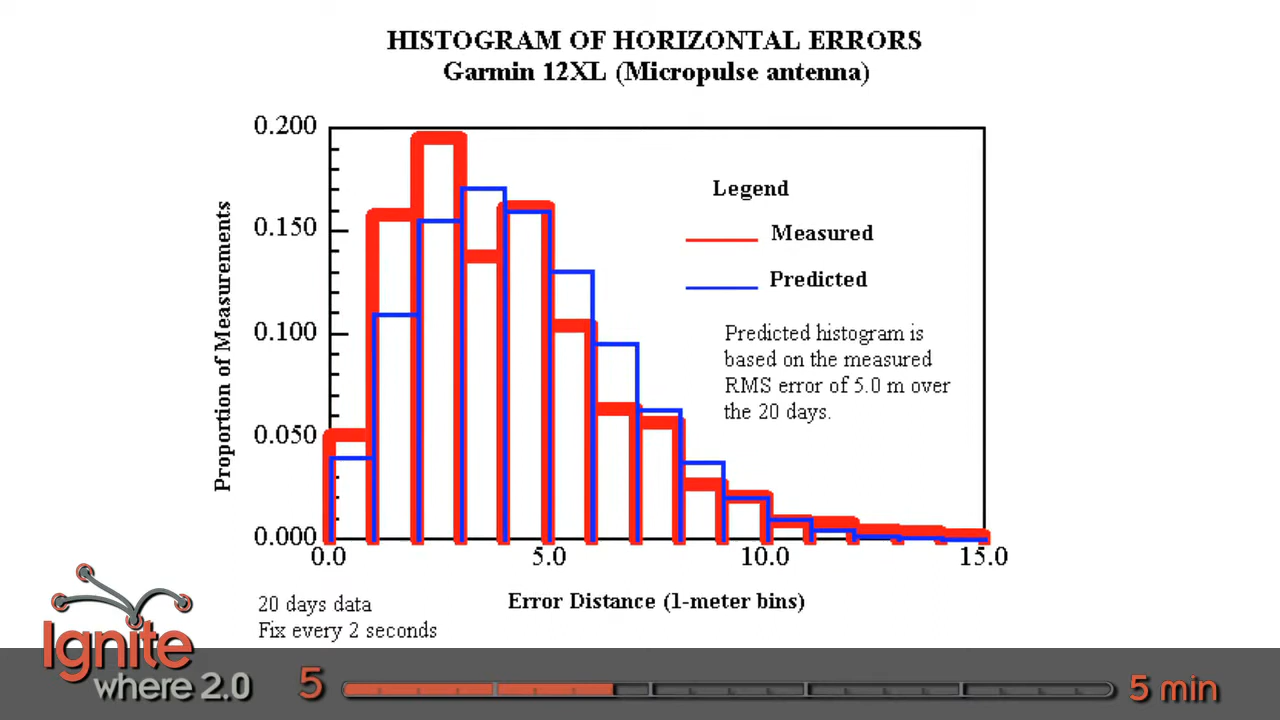 HISTOGRAM OF HORIZONTAL ERRORS
Garmin 12XL (Micropulse antenna)
0.200
0.150
0.100
0.050
0.000
Proportion of Measurements
Legend
Measured
Predicted
Predicted histogram is
based on the measured
RMS error of 5.0 m over
the 20 days.
0.0 5.0 10.0 15.0
Error Distance (1-meter bins)
20 days data
Fix every 2 seconds
Ignite
where 2.0
5 5 min